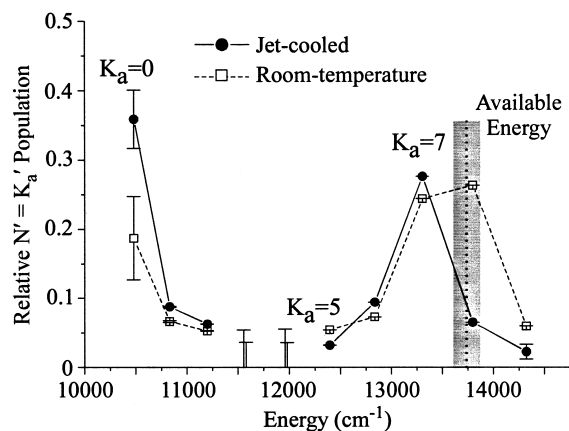 0.5
0.4
0.3
0.2
0.1
0
Relative N' = Kₐ' Population
Kₐ=0
Jet-cooled
Room-temperature
Kₐ=7
Available
Energy
Kₐ=5
10000 11000 12000 13000 14000
Energy (cm⁻¹)